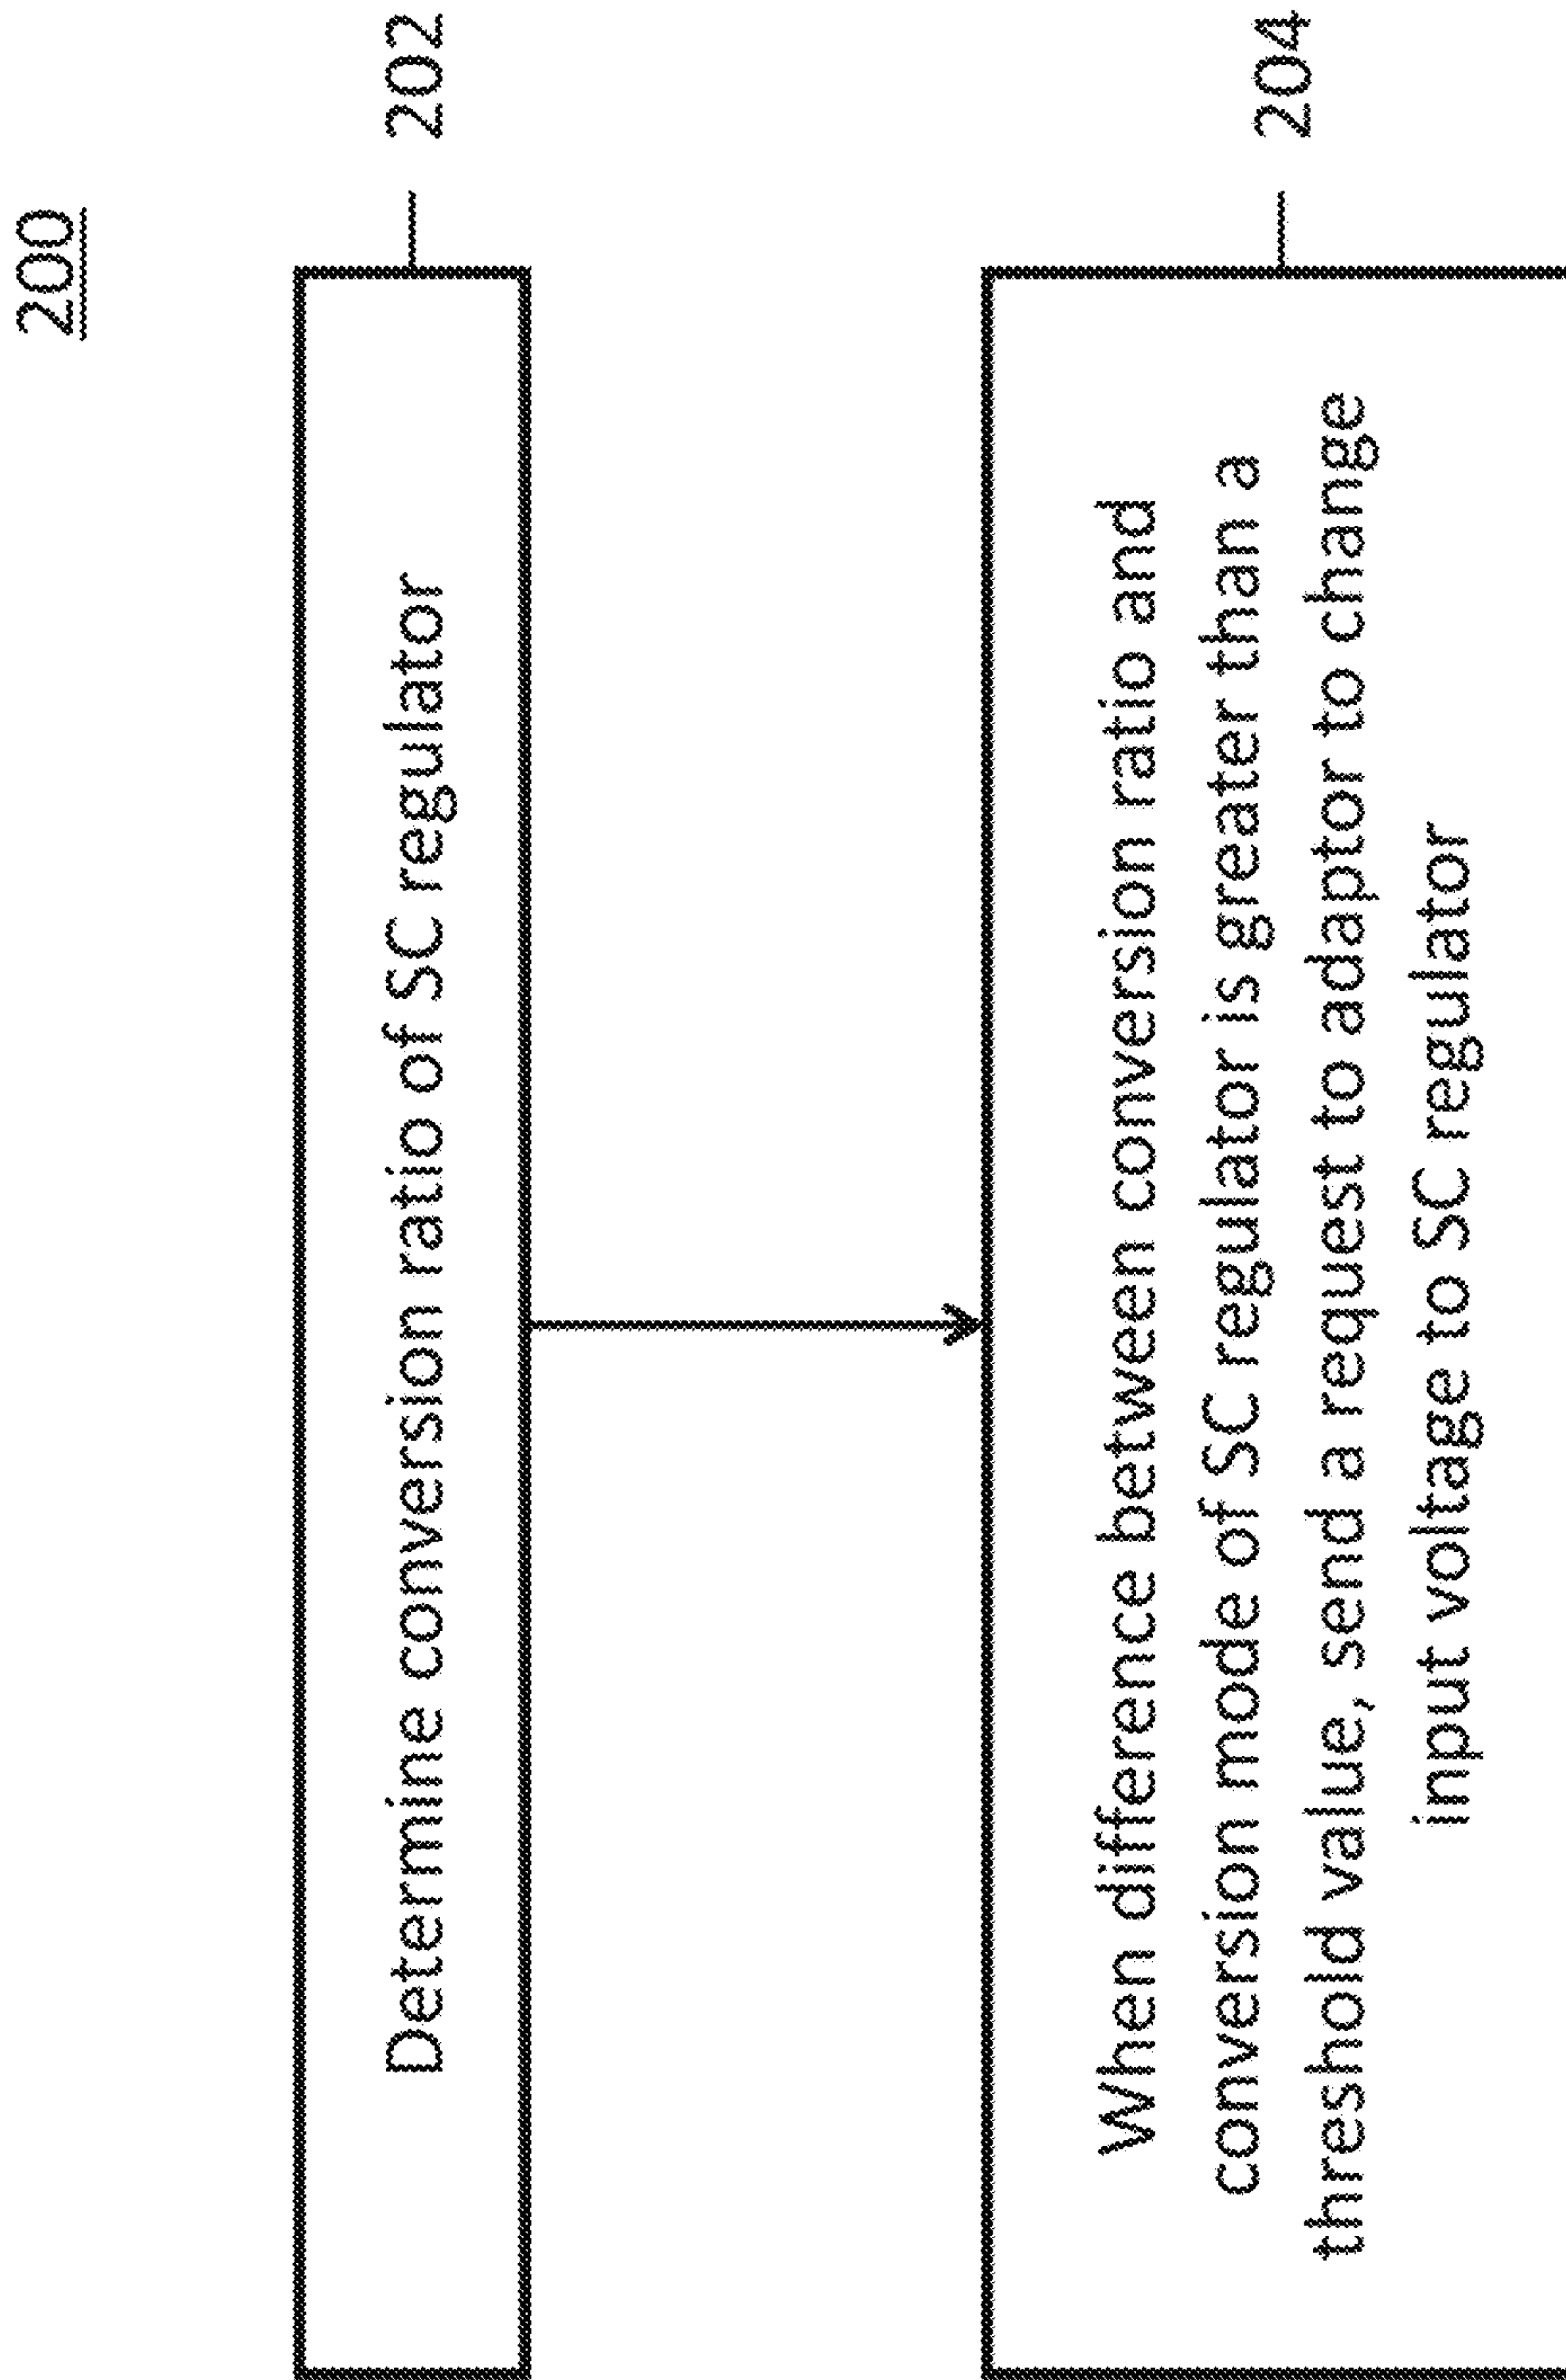 200
Determine conversion ratio of SC regulator
202
When difference between conversion ratio and
conversion mode of SC regulator is greater than a
threshold value, send a request to adaptor to change
input voltage to SC regulator
204